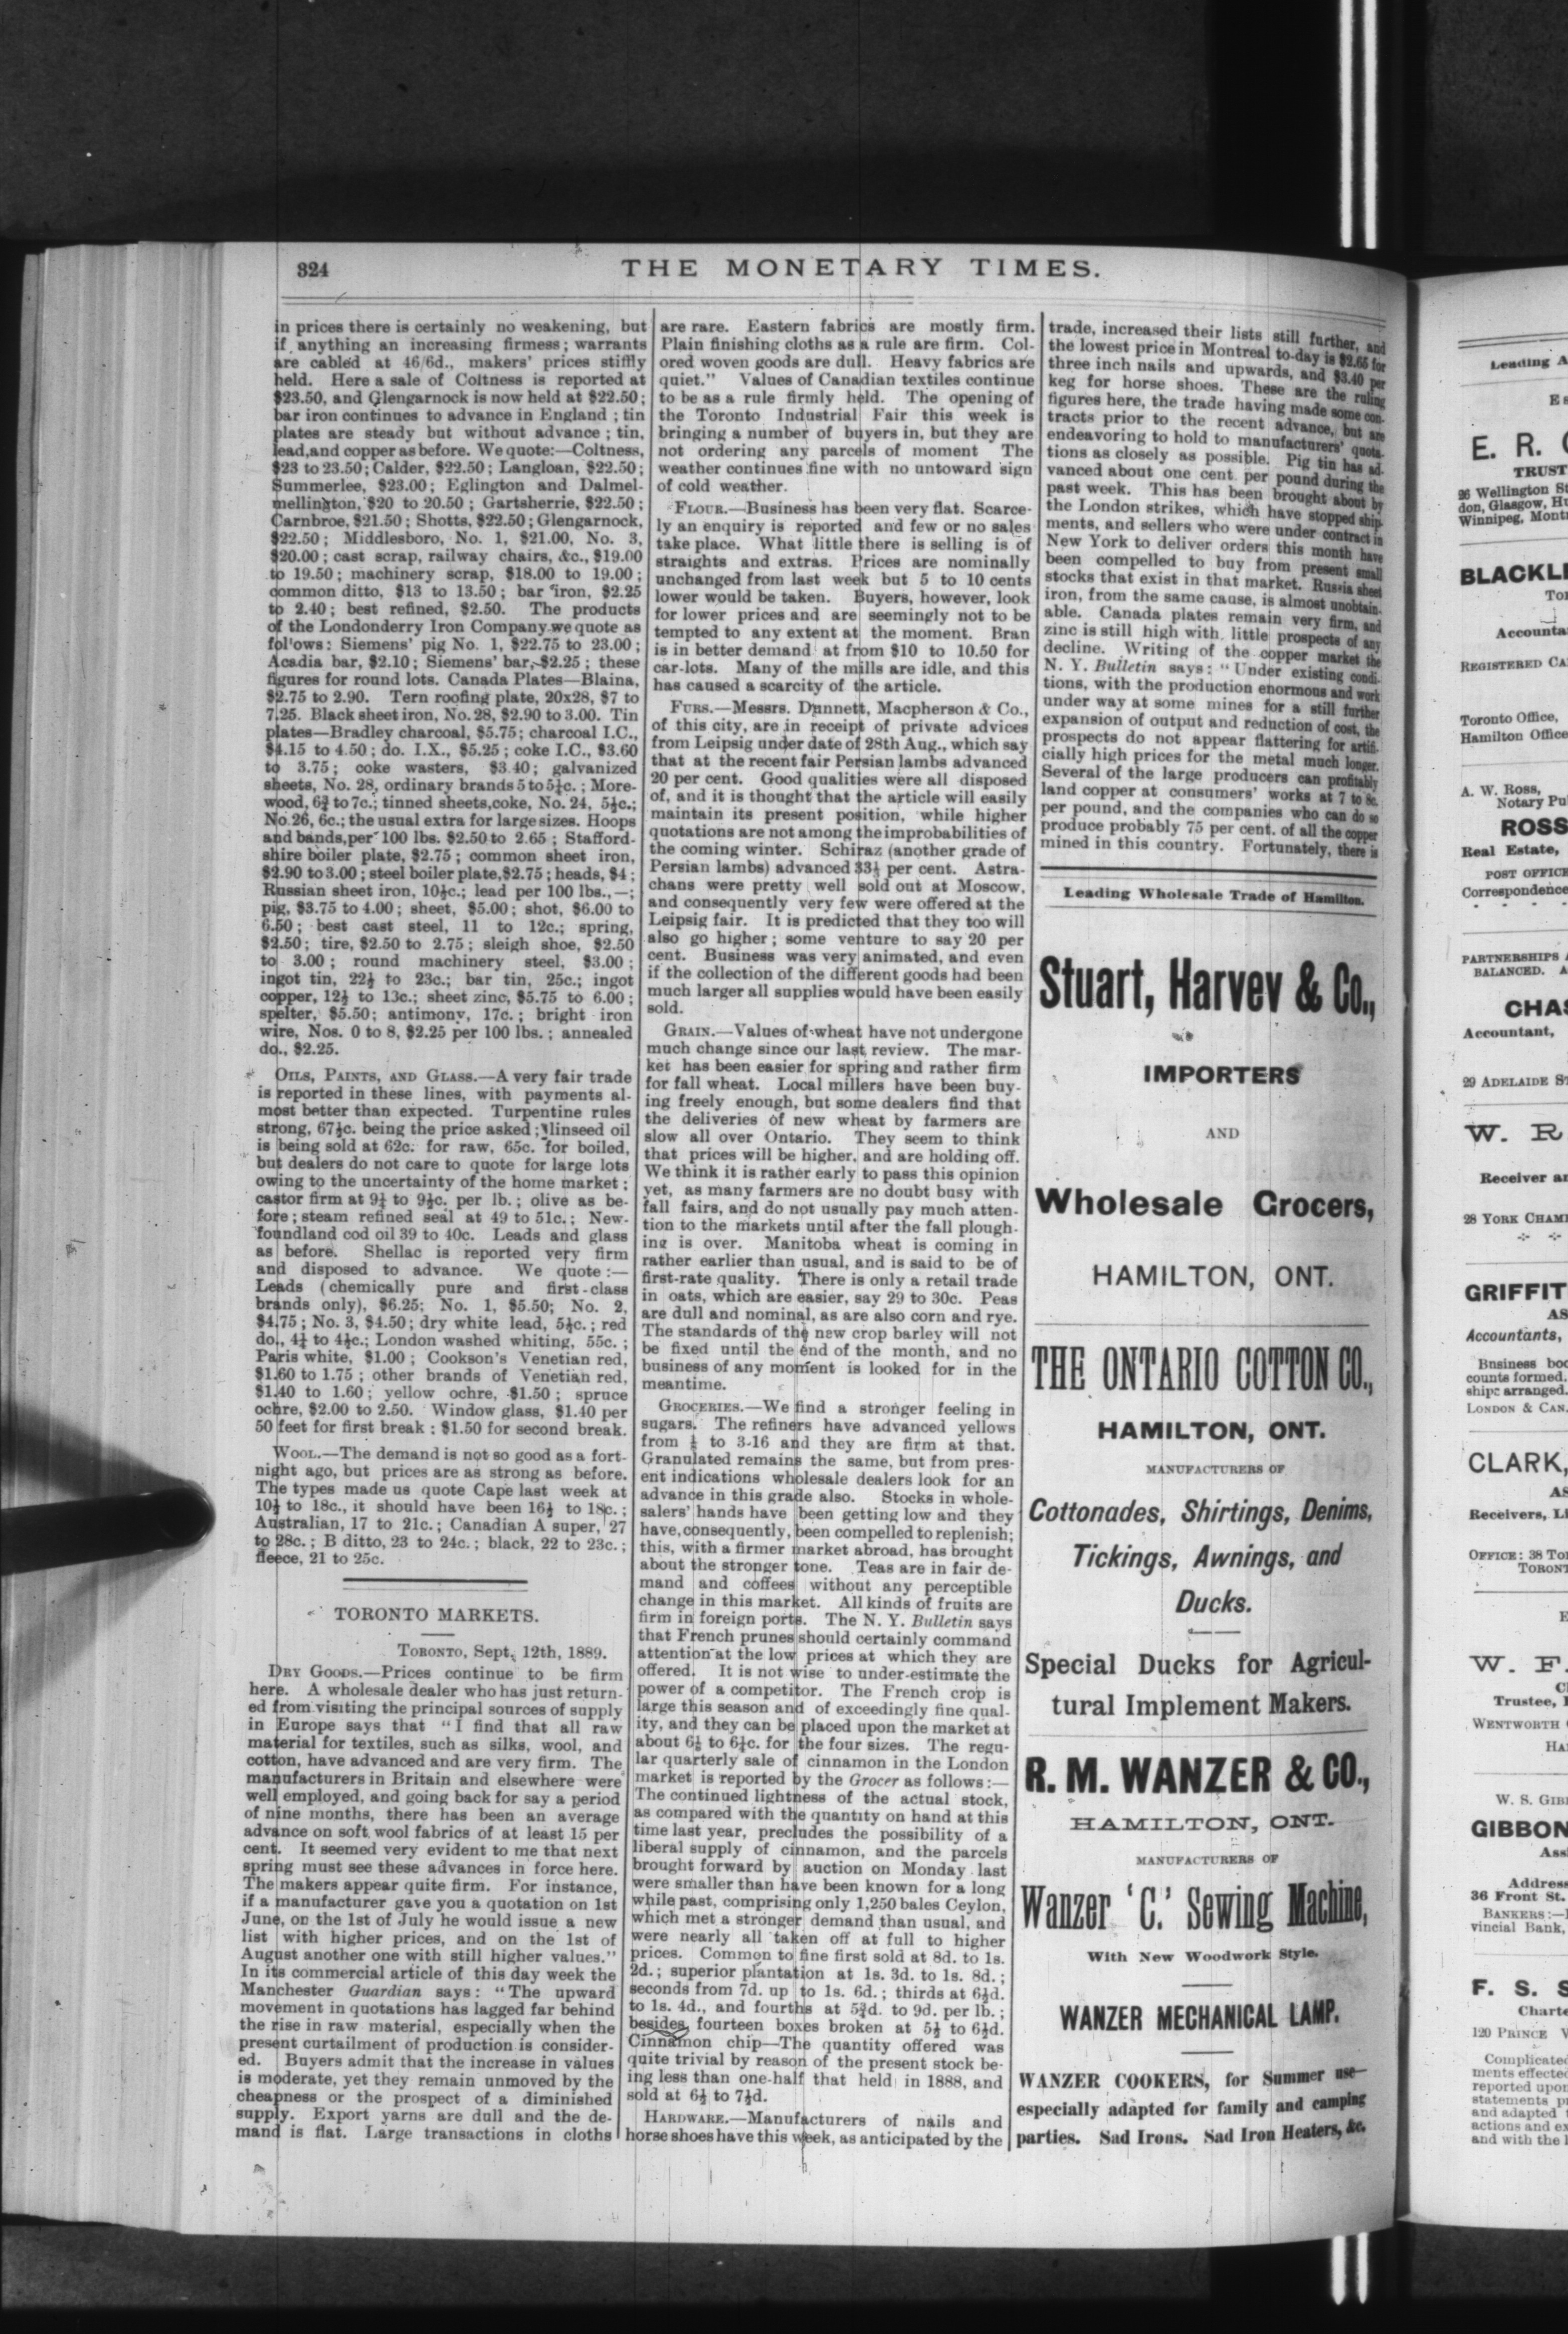 324
THE MONETARY TIMES.
in prices there is certainly no weakening, but
if anything an increasing firmess; warrants
are cabled at 46/6d., makers' prices stiffly
held. Here a sale of Coltness is reported at
$23.50, and Glengarnock is now held at $22.50;
bar iron continues to advance in England; tin
plates are steady but without advance; tin,
lead, and copper as before. We quote:—Coltness,
$23 to 23.50; Calder, $22.50; Langloan, $22.50;
Summerlee, $23.00; Eglington and Dalmel-
mellington, $20 to 20.50; Gartsherrie, $22.50;
Carnbroe, $21.50; Shotts, $22.50; Glengarnock,
$22.50; Middlesboro, No. 1, $21.00, No. 3,
$20.00; cast scrap, railway chairs, &c., $19.00
to 19.50; machinery scrap, $18.00 to 19.00;
common ditto, $13 to 13.50; bar iron, $2.25
to 2.40; best refined, $2.50. The products
of the Londonderry Iron Company we quote as
fol'ows: Siemens' pig No. 1, $22.75 to 23.00;
Acadia bar, $2.10; Siemens' bar, $2.25; these
figures for round lots. Canada Plates—Blaina,
$2.75 to 2.90. Tern roofing plate, 20x28, $7 to
7.25. Black sheet iron, No. 28, $2.90 to 3.00. Tin
plates—Bradley charcoal, $5.75; charcoal I.C.,
$4.15 to 4.50; do. I.X., $5.25; coke I.C., $3.60
to 3.75; coke wasters, $3.40; galvanized
sheets, No. 28, ordinary brands 5 to 5¼c.; More-
wood, 6¾ to 7c.; tinned sheets, coke, No. 24, 5½c.;
No 26, 6c.; the usual extra for large sizes. Hoops
and bands, per 100 lbs. $2.50 to 2.65; Stafford-
shire boiler plate, $2.75; common sheet iron,
$2.90 to 3.00; steel boiler plate, $2.75; heads, $4;
Russian sheet iron, 10½c.; lead per 100 lbs., —;
pig, $3.75 to 4.00; sheet, $5.00; shot, $6.00 to
6.50; best cast steel, 11 to 12c.; spring,
$2.50; tire, $2.50 to 2.75; sleigh shoe, $2.50
to 3.00; round machinery steel, $3.00;
ingot tin, 22½ to 23c.; bar tin, 25c.; ingot
copper, 12½ to 13c.; sheet zinc, $5.75 to 6.00;
spelter, $5.50; antimony, 17c.; bright iron
wire, Nos. 0 to 8, $2.25 per 100 lbs.; annealed
do., $2.25.
OILS, PAINTS, AND GLASS.—A very fair trade
is reported in these lines, with payments al-
most better than expected. Turpentine rules
strong, 67½c. being the price asked; linseed oil
is being sold at 62c. for raw, 65c. for boiled,
but dealers do not care to quote for large lots
owing to the uncertainty of the home market;
castor firm at 9¼ to 9½c. per lb.; olive as be-
fore; steam refined seal at 49 to 51c.; New-
foundland cod oil 39 to 40c. Leads and glass
as before. Shellac is reported very firm
and disposed to advance. We quote:—
Leads (chemically pure and first-class
brands only), $6.25; No. 1, $5.50; No. 2,
$4.75; No. 3, $4.50; dry white lead, 5½c.; red
do., 4¼ to 4½c.; London washed whiting, 55c.;
Paris white, $1.00; Cookson's Venetian red,
$1.60 to 1.75; other brands of Venetian red,
$1.40 to 1.60; yellow ochre, $1.50; spruce
ochre, $2.00 to 2.50. Window glass, $1.40 per
50 feet for first break; $1.50 for second break.
WOOL.—The demand is not so good as a fort-
night ago, but prices are as strong as before.
The types made us quote Cape last week at
10½ to 18c., it should have been 16½ to 18c.;
Australian, 17 to 21c.; Canadian A super, 27
to 28c.; B ditto, 23 to 24c.; black, 22 to 23c.;
fleece, 21 to 25c.
TORONTO MARKETS.
TORONTO, Sept, 12th, 1889.
DRY GOODS.—Prices continue to be firm
here. A wholesale dealer who has just return-
ed from visiting the principal sources of supply
in Europe says that "I find that all raw
material for textiles, such as silks, wool, and
cotton, have advanced and are very firm. The
manufacturers in Britain and elsewhere were
well employed, and going back for say a period
of nine months, there has been an average
advance on soft wool fabrics of at least 15 per
cent. It seemed very evident to me that next
spring must see these advances in force here.
The makers appear quite firm. For instance,
if a manufacturer gave you a quotation on 1st
June, on the 1st of July he would issue a new
list with higher prices, and on the 1st of
August another one with still higher values."
In its commercial article of this day week the
Manchester Guardian says: "The upward
movement in quotations has lagged far behind
the rise in raw material, especially when the
present curtailment of production is consider-
ed. Buyers admit that the increase in values
is moderate, yet they remain unmoved by the
cheapness or the prospect of a diminished
supply. Export yarns are dull and the de-
mand is flat. Large transactions in cloths
are rare. Eastern fabrics are mostly firm.
Plain finishing cloths as a rule are firm. Col-
ored woven goods are dull. Heavy fabrics are
quiet." Values of Canadian textiles continue
to be as a rule firmly held. The opening of
the Toronto Industrial Fair this week is
bringing a number of buyers in, but they are
not ordering any parcels of moment The
weather continues fine with no untoward sign
of cold weather.
FLOUR.—Business has been very flat. Scarce-
ly an enquiry is reported and few or no sales
take place. What little there is selling is of
straights and extras. Prices are nominally
unchanged from last week but 5 to 10 cents
lower would be taken. Buyers, however, look
for lower prices and are seemingly not to be
tempted to any extent at the moment. Bran
is in better demand at from $10 to 10.50 for
car-lots. Many of the mills are idle, and this
has caused a scarcity of the article.
FURS.—Messrs. Dunnett, Macpherson & Co.,
of this city, are in receipt of private advices
from Leipsig under date of 28th Aug., which say
that at the recent fair Persian lambs advanced
20 per cent. Good qualities were all disposed
of, and it is thought that the article will easily
maintain its present position, while higher
quotations are not among the improbabilities of
the coming winter. Schiraz (another grade of
Persian lambs) advanced 33⅓ per cent. Astra-
chans were pretty well sold out at Moscow,
and consequently very few were offered at the
Leipsig fair. It is predicted that they too will
also go higher; some venture to say 20 per
cent. Business was very animated, and even
if the collection of the different goods had been
much larger all supplies would have been easily
sold.
GRAIN.—Values of wheat have not undergone
much change since our last review. The mar-
ket has been easier for spring and rather firm
for fall wheat. Local millers have been buy-
ing freely enough, but some dealers find that
the deliveries of new wheat by farmers are
slow all over Ontario. They seem to think
that prices will be higher, and are holding off.
We think it is rather early to pass this opinion
yet, as many farmers are no doubt busy with
fall fairs, and do not usually pay much atten-
tion to the markets until after the fall plough-
ing is over. Manitoba wheat is coming in
rather earlier than usual, and is said to be of
first-rate quality. There is only a retail trade
in oats, which are easier, say 29 to 30c. Peas
are dull and nominal, as are also corn and rye.
The standards of the new crop barley will not
be fixed until the end of the month, and no
business of any moment is looked for in the
meantime.
GROCERIES.—We find a stronger feeling in
sugars. The refiners have advanced yellows
from ⅛ to 3-16 and they are firm at that.
Granulated remains the same, but from pres-
ent indications wholesale dealers look for an
advance in this grade also. Stocks in whole-
salers' hands have been getting low and they
have, consequently, been compelled to replenish;
this, with a firmer market abroad, has brought
about the stronger tone. Teas are in fair de-
mand and coffees without any perceptible
change in this market. All kinds of fruits are
firm in foreign ports. The N. Y. Bulletin says
that French prunes should certainly command
attention at the low prices at which they are
offered. It is not wise to under-estimate the
power of a competitor. The French crop is
large this season and of exceedingly fine qual-
ity, and they can be placed upon the market at
about 6⅛ to 6¼c. for the four sizes. The regu-
lar quarterly sale of cinnamon in the London
market is reported by the Grocer as follows:—
The continued lightness of the actual stock,
as compared with the quantity on hand at this
time last year, precludes the possibility of a
liberal supply of cinnamon, and the parcels
brought forward by auction on Monday last
were smaller than have been known for a long
while past, comprising only 1,250 bales Ceylon,
which met a stronger demand than usual, and
were nearly all taken off at full to higher
prices. Common to fine first sold at 8d. to 1s.
2d.; superior plantation at 1s. 3d. to 1s. 8d.;
seconds from 7d. up to 1s. 6d.; thirds at 6½d.
to 1s. 4d., and fourths at 5¾d. to 9d. per lb.;
besides fourteen boxes broken at 5½ to 6½d.
Cinnamon chip—The quantity offered was
quite trivial by reason of the present stock be-
ing less than one-half that held in 1888, and
sold at 6½ to 7½d.
HARDWARE.—Manufacturers of nails and
horse shoes have this week, as anticipated by the
trade, increased their lists still further, and
the lowest price in Montreal to-day is $2.65 for
three inch nails and upwards, and $3.40 per
keg for horse shoes. These are the ruling
figures here, the trade having made some con-
tracts prior to the recent advance, but are
endeavoring to hold to manufacturers' quota-
tions as closely as possible. Pig tin has ad-
vanced about one cent per pound during the
past week. This has been brought about by
the London strikes, which have stopped ship-
ments, and sellers who were under contract in
New York to deliver orders this month have
been compelled to buy from present small
stocks that exist in that market. Russia sheet
iron, from the same cause, is almost unobtain-
able. Canada plates remain very firm, and
zinc is still high with little prospects of any
decline. Writing of the copper market the
N. Y. Bulletin says: "Under existing condi-
tions, with the production enormous and work
under way at some mines for a still further
expansion of output and reduction of cost, the
prospects do not appear flattering for artifi-
cially high prices for the metal much longer.
Several of the large producers can profitably
land copper at consumers' works at 7 to 8c.
per pound, and the companies who can do so
produce probably 75 per cent. of all the copper
mined in this country. Fortunately, there is
Leading Wholesale Trade of Hamilton.
Stuart, Harvey & Co.,
IMPORTERS
AND
Wholesale Grocers,
HAMILTON, ONT.
THE ONTARIO COTTON CO.,
HAMILTON, ONT.
MANUFACTURERS OF
Cottonades, Shirtings, Denims,
Tickings, Awnings, and
Ducks.
Special Ducks for Agricul-
tural Implement Makers.
R. M. WANZER & CO.,
HAMILTON, ONT.
MANUFACTURERS OF
Wanzer 'C.' Sewing Machine,
With New Woodwork Style.
WANZER MECHANICAL LAMP.
WANZER COOKERS, for Summer use—
especially adapted for family and camping
parties. Sad Irons. Sad Iron Heaters, &c.
Leading
E. R.
TRUST
26 Wellington
don, Glasgow,
Winnipeg,
BLACKL
Accounta
REGISTERED
Toronto Office,
Hamilton Office
A. W. Ross,
Notary
ROSS
Real Estate,
POST OFFICE
Correspondence
PARTNERSHIPS
BALANCED. A
CHAS
Accountant,
29 ADELAIDE
W. R
Receiver
28 YORK
GRIFFIT
AS
Accountants,
Business
counts formed.
ships arranged.
LONDON & CAN.
CLARK,
AS
Receivers,
OFFICE: 38
TORONT
W. F.
Trustee,
WENTWORTH
HA
W. S.
GIBBON
Address
36 Front St.
BANKERS:—
vincial Bank,
F. S. S
Charte
120 PRINCE
Complicated
ments effected
reported upon
statements
and adapted
actions and
and with the